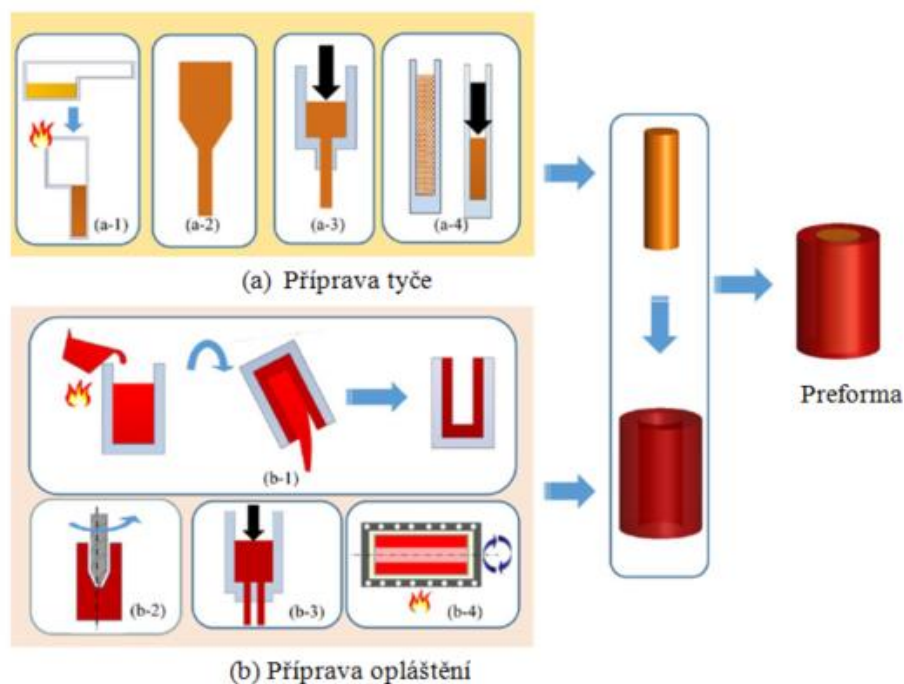 (a-1)
(a-2)
(a-3)
(a-4)
(a) Příprava tyče
Preforma
(b-1)
(b-2)
(b-3)
(b-4)
(b) Příprava opláštění